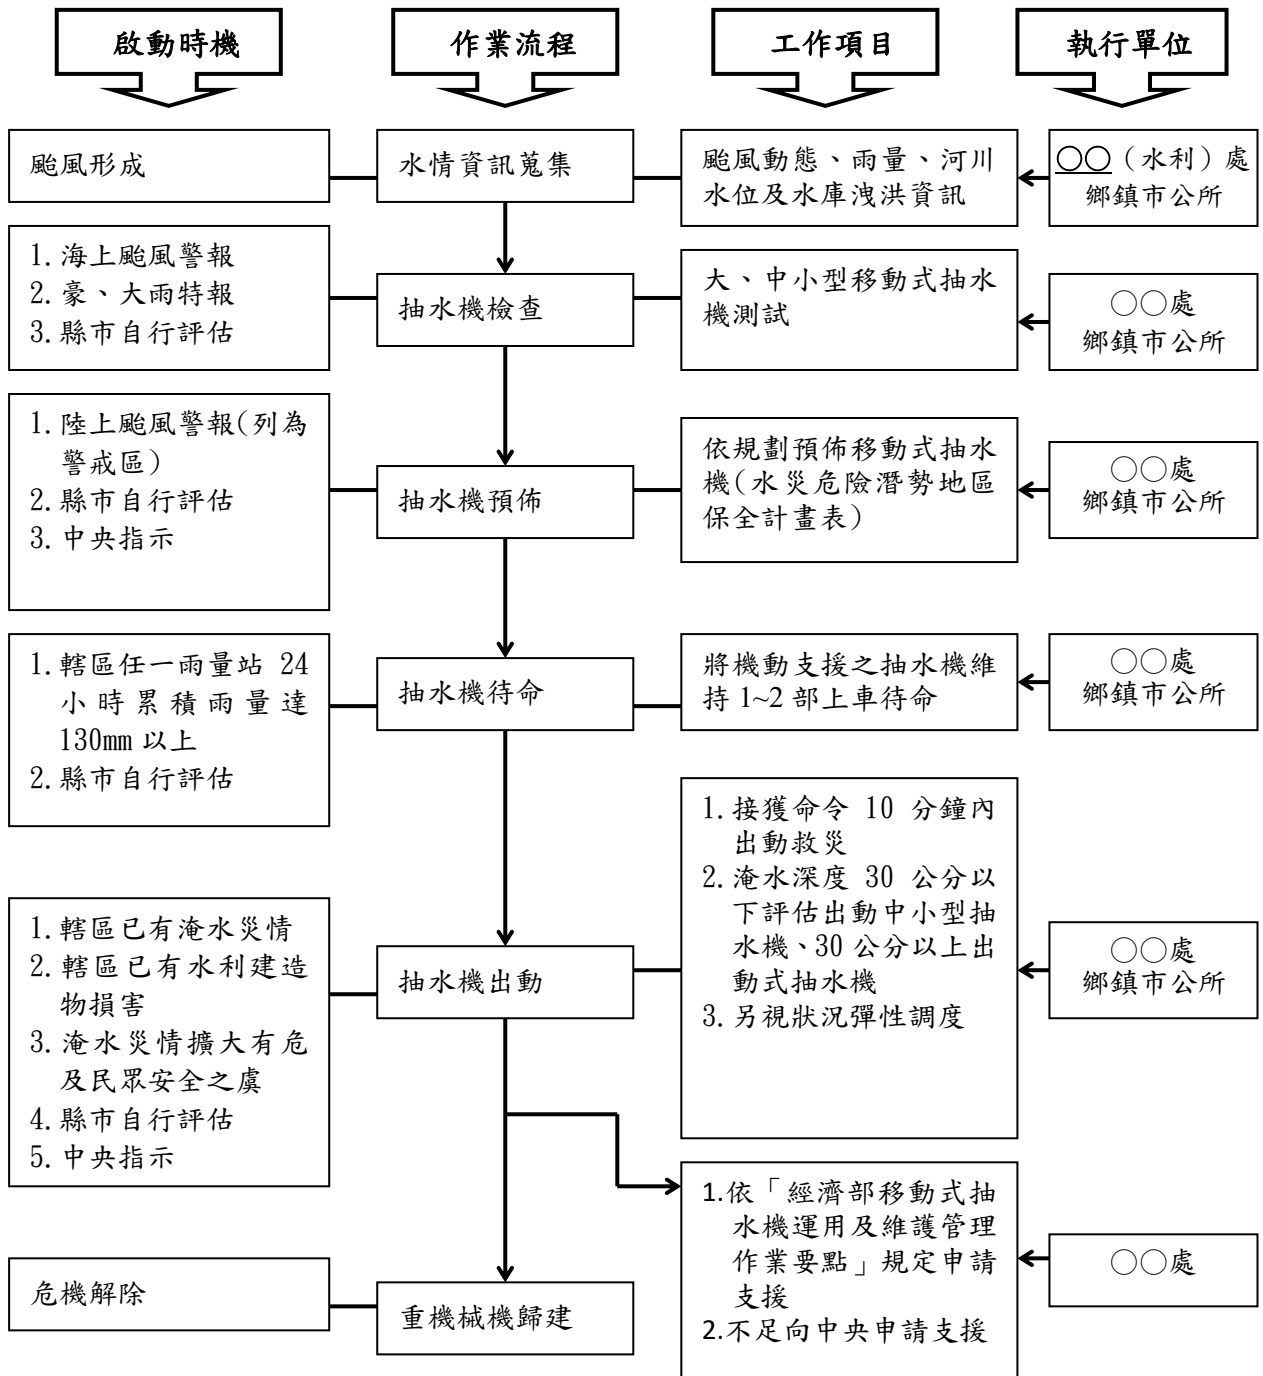 啟動時機
作業流程
工作項目
執行單位
颱風形成
水情資訊蒐集
颱風動態、雨量、河川
水位及水庫洩洪資訊
○○（水利）處
鄉鎮市公所
1.海上颱風警報
2.豪、大雨特報
3.縣市自行評估
抽水機檢查
大、中小型移動式抽水
機測試
○○處
鄉鎮市公所
1.陸上颱風警報(列為
警戒區)
2.縣市自行評估
3.中央指示
抽水機預佈
依規劃預佈移動式抽水
機(水災危險潛勢地區
保全計畫表)
○○處
鄉鎮市公所
1.轄區任一雨量站 24
小時累積雨量達
130mm 以上
2.縣市自行評估
抽水機待命
將機動支援之抽水機維
持 1~2 部上車待命
○○處
鄉鎮市公所
1.轄區已有淹水災情
2.轄區已有水利建造
物損害
3.淹水災情擴大有危
及民眾安全之虞
4.縣市自行評估
5.中央指示
抽水機出動
1.接獲命令 10 分鐘內
出動救災
2.淹水深度 30 公分以
下評估出動中小型抽
水機、30 公分以上出
動式抽水機
3.另視狀況彈性調度
○○處
鄉鎮市公所
1.依「經濟部移動式抽
水機運用及維護管理
作業要點」規定申請
支援
2.不足向中央申請支援
○○處
危機解除
重機械機歸建